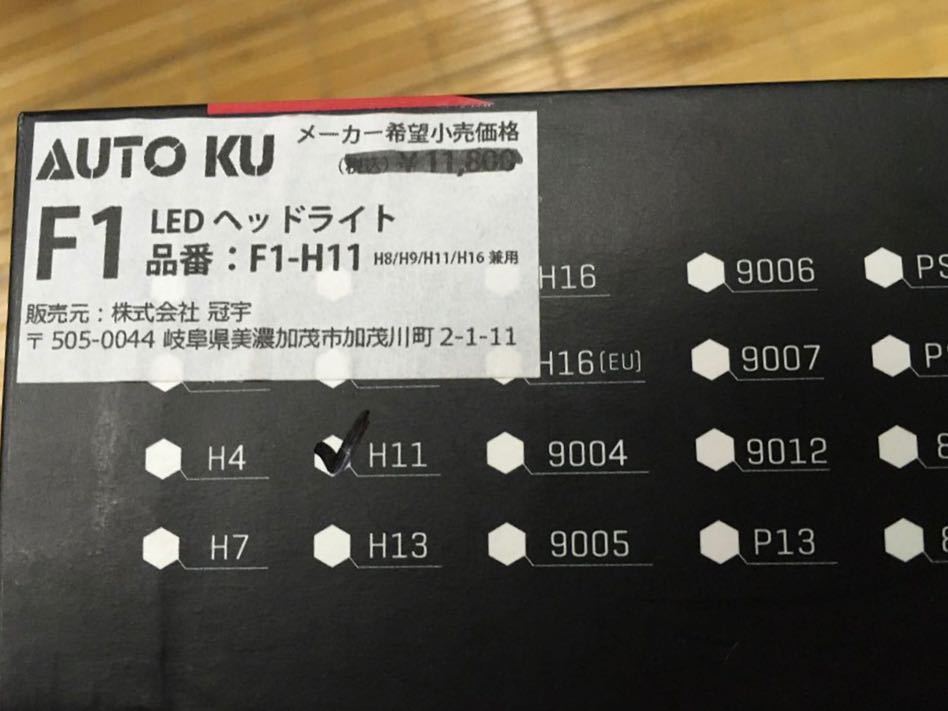 AUTO KU
メーカー希望小売価格
(税込) ¥11,800
F1
LED ヘッドライト
品番：F1-H11 H8/H9/H11/H16 兼用
販売元：株式会社 冠宇
〒505-0044 岐阜県美濃加茂市加茂川町 2-1-11
H16 9006 PS
H16[EU] 9007
H4 H11 9004 9012
H7 H13 9005 P13